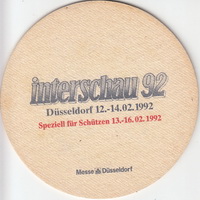 interschau 92
Düsseldorf 12.-14.02.1992
Speziell für Schützen 13.-16.02.1992
Messe Düsseldorf